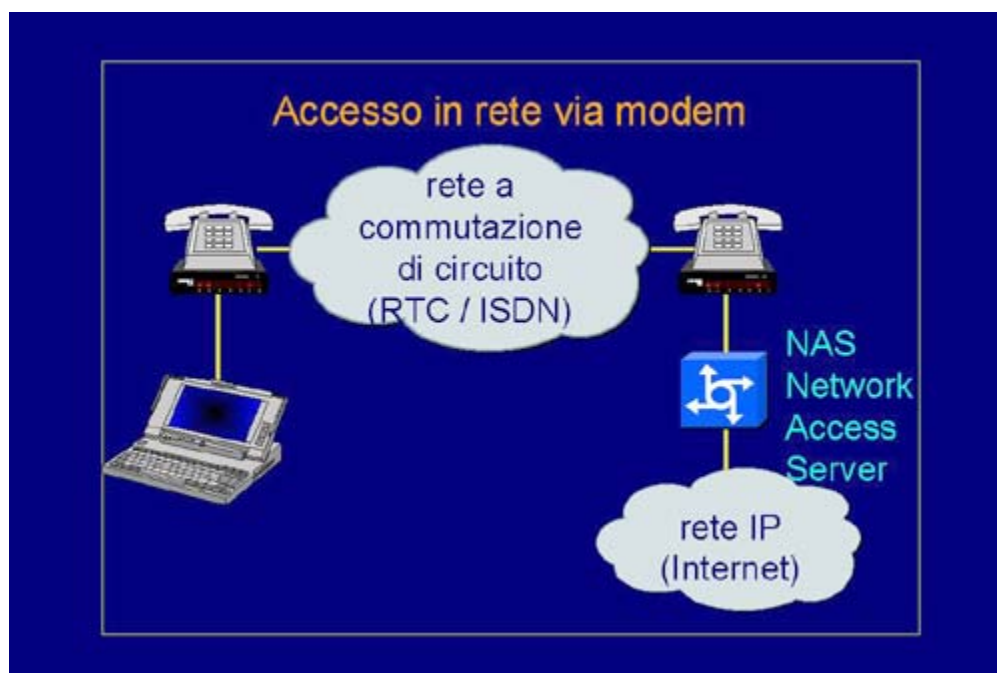 Accesso in rete via modem
rete a
commutazione
di circuito
(RTC / ISDN)
NAS
Network
Access
Server
rete IP
(Internet)